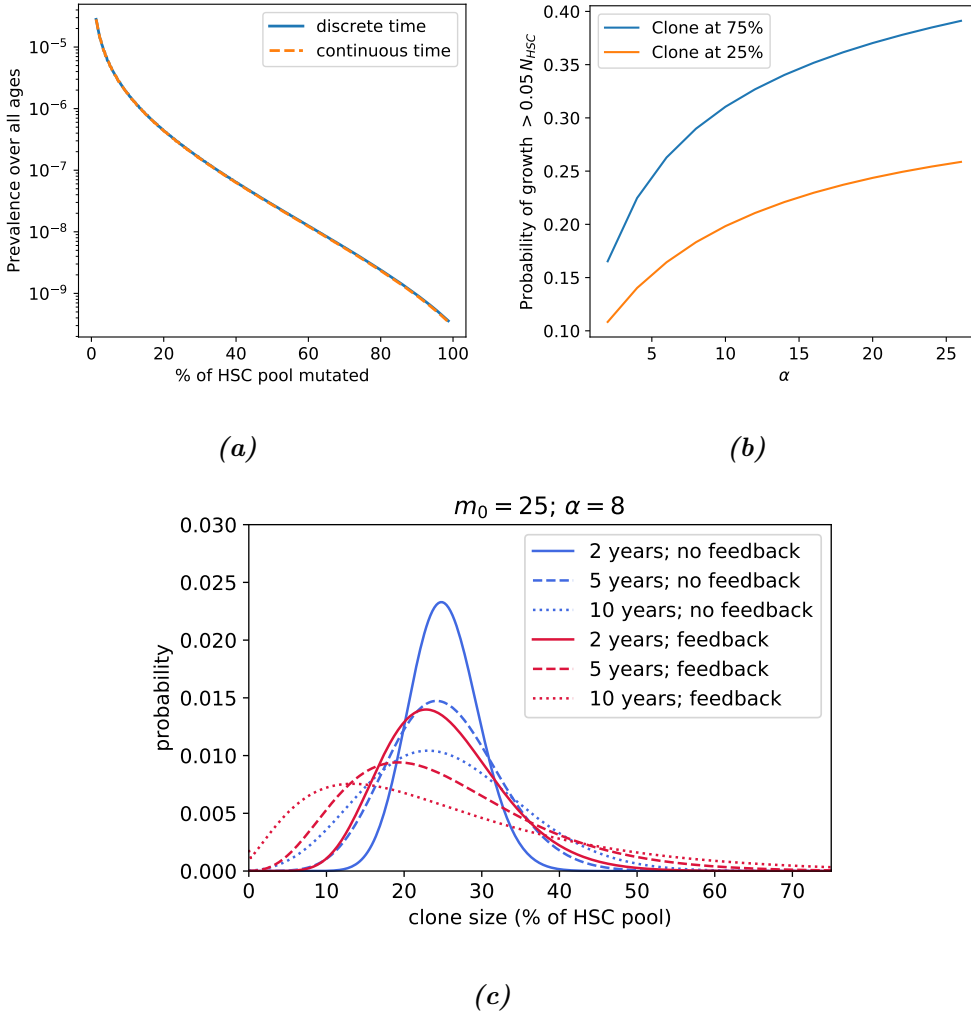 discrete time
continuous time
10⁻⁵
10⁻⁶
10⁻⁷
10⁻⁸
10⁻⁹
Prevalence over all ages
0 20 40 60 80 100
% of HSC pool mutated
(a)
Clone at 75%
Clone at 25%
0.40
0.35
0.30
0.25
0.20
0.15
0.10
Probability of growth > 0.05 N_HSC
5 10 15 20 25
α
(b)
m₀ = 25; α = 8
2 years; no feedback
5 years; no feedback
10 years; no feedback
2 years; feedback
5 years; feedback
10 years; feedback
0.030
0.025
0.020
0.015
0.010
0.005
0.000
probability
0 10 20 30 40 50 60 70
clone size (% of HSC pool)
(c)